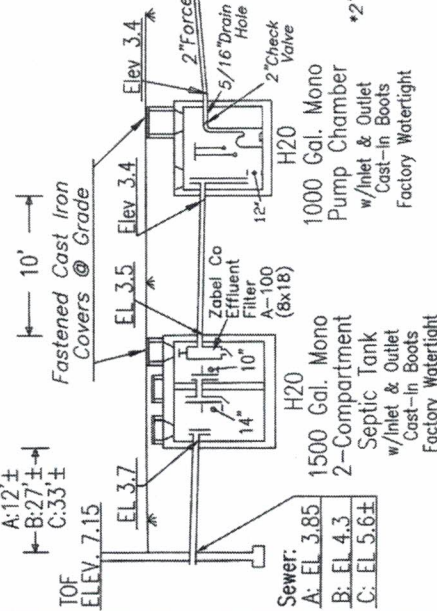 A:12'±
B:27'±
C:33'±
10'
Fastened Cast Iron
Covers @ Grade
TOF
ELEV. 7.15
EL 3.7
EL 3.5
Elev 3.4
Elev 3.4
2"Force
5/16"Drain
Hole
2"Check
Valve
*2"
Zabel Co
Effluent
Filter
A-100
(8x18)
14"
10"
12"
Sewer:
A: EL 3.85
B: EL 4.3
C: EL 5.6±
H20
1500 Gal. Mono
2-Compartment
Septic Tank
w/Inlet & Outlet
Cast-In Boots
Factory Watertight
H20
1000 Gal. Mono
Pump Chamber
w/Inlet & Outlet
Cast-In Boots
Factory Watertight